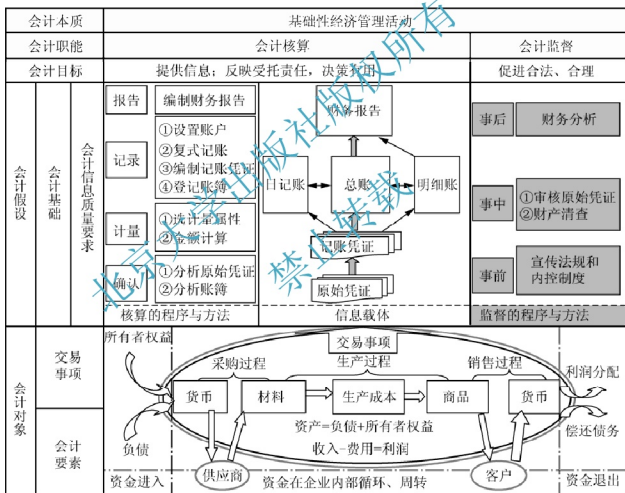 会计本质
基础性经济管理活动
会计职能
会计核算
会计监督
会计目标
提供信息；反映受托责任，决策有用
促进合法、合理
会计假设
会计基础
会计信息质量要求
报告
编制财务报告
记录
①设置账户
②复式记账
③编制记账凭证
④登记账簿
计量
①选计量属性
②金额计算
确认
①分析原始凭证
②分析账簿
核算的程序与方法
财务报告
日记账
总账
明细账
记账凭证
原始凭证
信息载体
事后
财务分析
事中
①审核原始凭证
②财产清查
事前
宣传法规和
内控制度
监督的程序与方法
会计对象
交易
事项
会计
要素
所有者权益
交易事项
采购过程
生产过程
销售过程
利润分配
货币
材料
生产成本
商品
货币
资产=负债+所有者权益
收入-费用=利润
负债
偿还债务
供应商
客户
资金进入
资金在企业内部循环、周转
资金退出
北京大学出版社版权所有
禁止转载